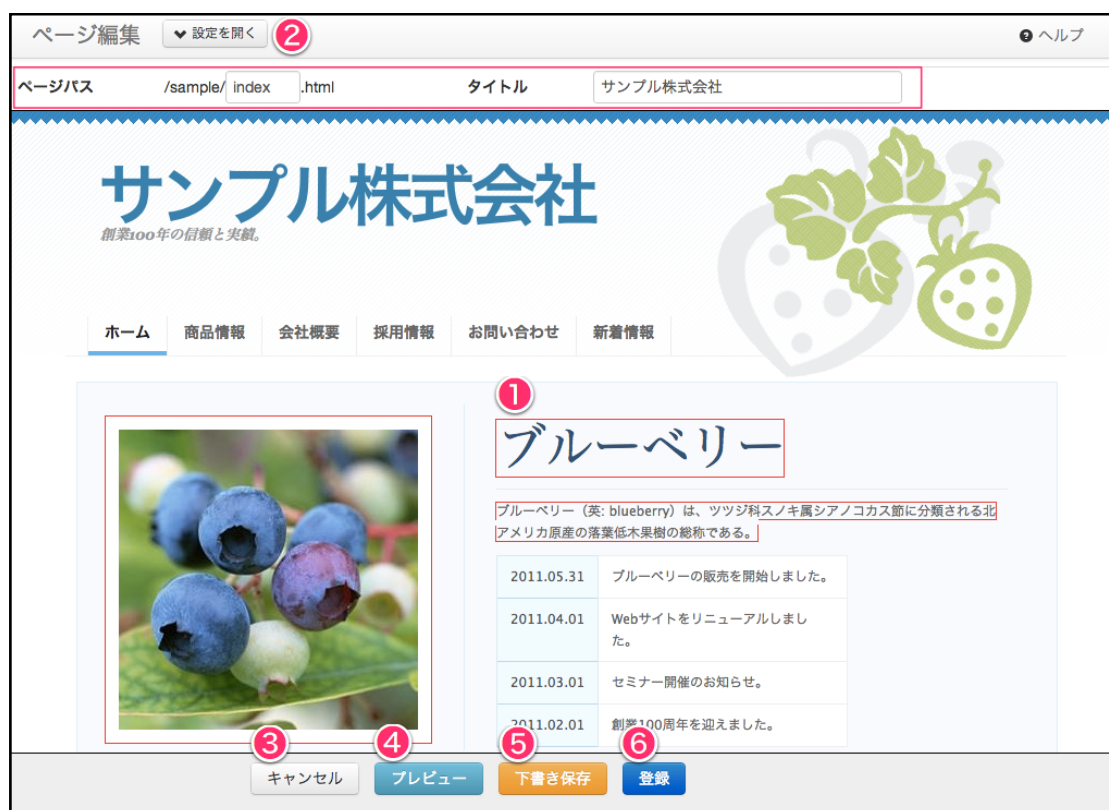 ページ編集 設定を開く 2 ヘルプ
ページパス /sample/ index .html タイトル サンプル株式会社
サンプル株式会社
創業100年の信頼と実績。
ホーム 商品情報 会社概要 採用情報 お問い合わせ 新着情報
1
ブルーベリー
ブルーベリー（英: blueberry）は、ツツジ科スノキ属シアノコカス節に分類される北
アメリカ原産の落葉低木果樹の総称である。
2011.05.31 ブルーベリーの販売を開始しました。
2011.04.01 Webサイトをリニューアルしまし
た。
2011.03.01 セミナー開催のお知らせ。
2011.02.01 創業100周年を迎えました。
3 4 5 6
キャンセル プレビュー 下書き保存 登録